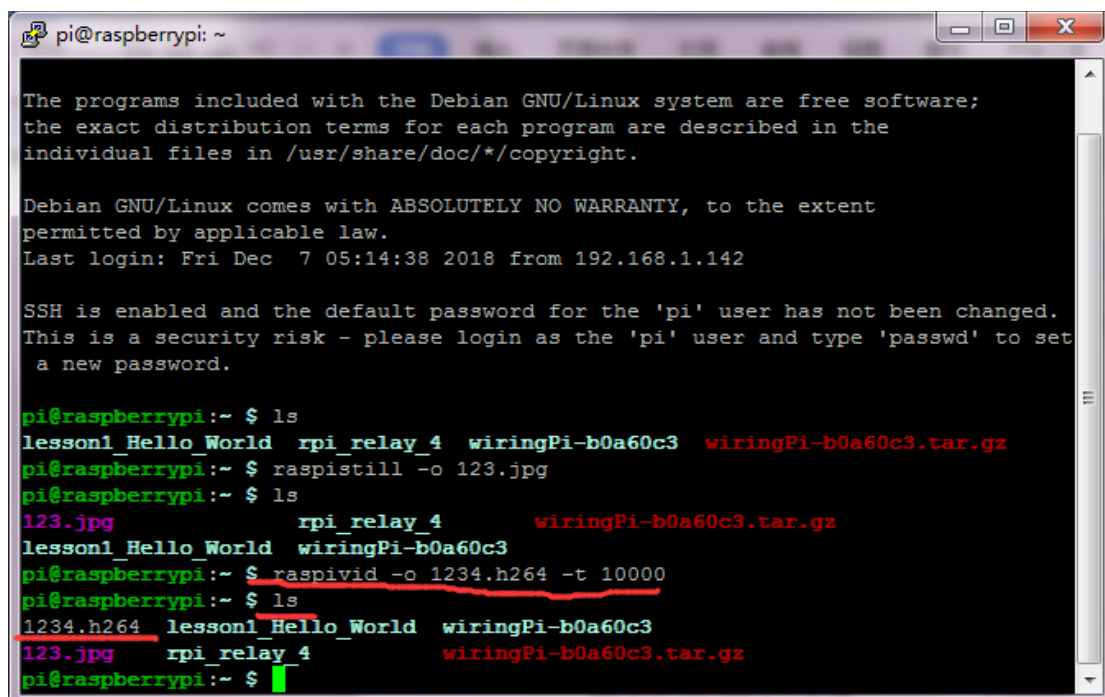 pi@raspberrypi: ~
The programs included with the Debian GNU/Linux system are free software;
the exact distribution terms for each program are described in the
individual files in /usr/share/doc/*/copyright.
Debian GNU/Linux comes with ABSOLUTELY NO WARRANTY, to the extent
permitted by applicable law.
Last login: Fri Dec  7 05:14:38 2018 from 192.168.1.142
SSH is enabled and the default password for the 'pi' user has not been changed.
This is a security risk - please login as the 'pi' user and type 'passwd' to set
 a new password.
pi@raspberrypi:~ $ ls
lesson1_Hello_World  rpi_relay_4  wiringPi-b0a60c3  wiringPi-b0a60c3.tar.gz
pi@raspberrypi:~ $ raspistill -o 123.jpg
pi@raspberrypi:~ $ ls
123.jpg              rpi_relay_4       wiringPi-b0a60c3.tar.gz
lesson1_Hello_World  wiringPi-b0a60c3
pi@raspberrypi:~ $ raspivid -o 1234.h264 -t 10000
pi@raspberrypi:~ $ ls
1234.h264  lesson1_Hello_World  wiringPi-b0a60c3
123.jpg    rpi_relay_4          wiringPi-b0a60c3.tar.gz
pi@raspberrypi:~ $